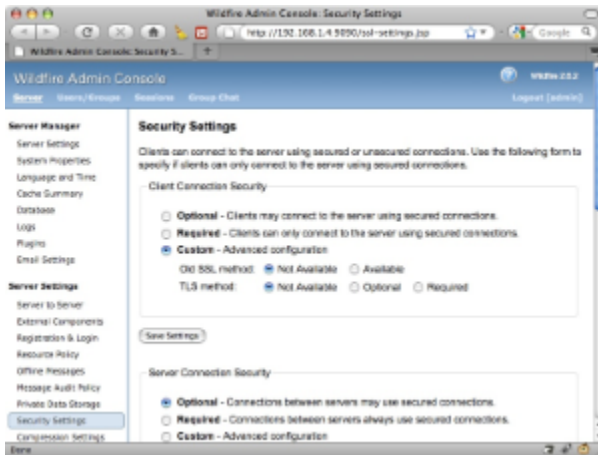 Wildfire Admin Console: Security Settings
http://192.168.1.4:9090/ssl-settings.jsp
Google
Wildfire Admin Console: Security S...
Wildfire Admin Console
Wildfire 2.0.2
Server Users/Groups Sessions Group Chat
Logout [admin]
Server Manager
Server Settings
System Properties
Language and Time
Cache Summary
Database
Logs
Plugins
Email Settings
Server Settings
Server to Server
External Components
Registration & Login
Resource Policy
Offline Messages
Message Audit Policy
Private Data Storage
Security Settings
Compression Settings
Security Settings
Clients can connect to the server using secured or unsecured connections. Use the following form to
specify if clients can only connect to the server using secured connections.
Client Connection Security
Optional - Clients may connect to the server using secured connections.
Required - Clients can only connect to the server using secured connections.
Custom - Advanced configuration
Old SSL method: Not Available Available
TLS method: Not Available Optional Required
Save Settings
Server Connection Security
Optional - Connections between servers may use secured connections.
Required - Connections between servers always use secured connections.
Custom - Advanced configuration
Done